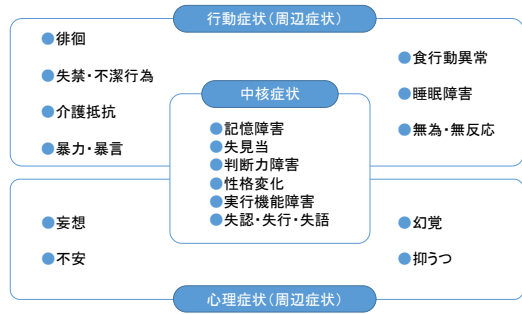 行動症状(周辺症状)
●徘徊
●失禁・不潔行為
●介護抵抗
●暴力・暴言
●食行動異常
●睡眠障害
●無為・無反応
中核症状
●記憶障害
●失見当
●判断力障害
●性格変化
●実行機能障害
●失認・失行・失語
●妄想
●不安
●幻覚
●抑うつ
心理症状(周辺症状)